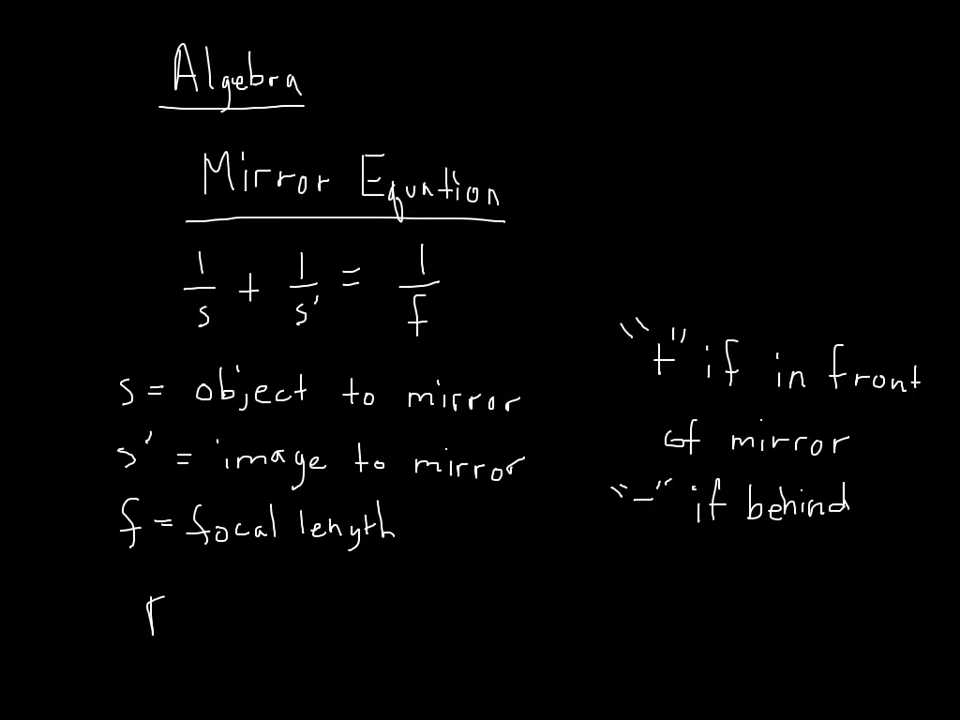 Algebra
Mirror Equation
1/s + 1/s' = 1/f
s = object to mirror
s' = image to mirror
f = focal length
r
"+" if in front
of mirror
"-" if behind